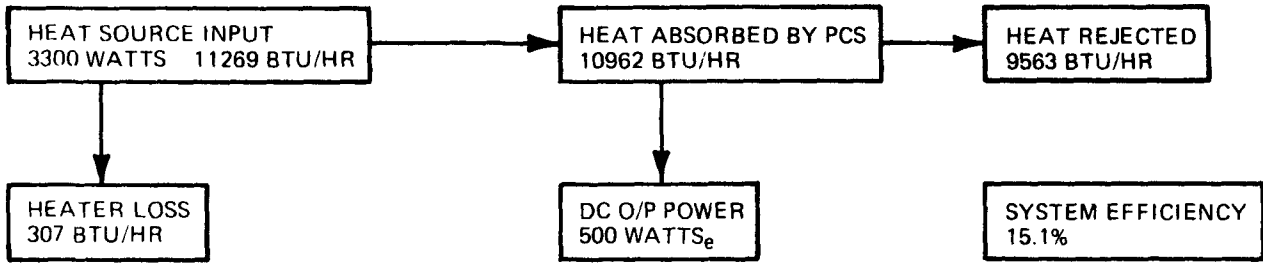 HEAT SOURCE INPUT
3300 WATTS 11269 BTU/HR
HEAT ABSORBED BY PCS
10962 BTU/HR
HEAT REJECTED
9563 BTU/HR
HEATER LOSS
307 BTU/HR
DC O/P POWER
500 WATTSe
SYSTEM EFFICIENCY
15.1%